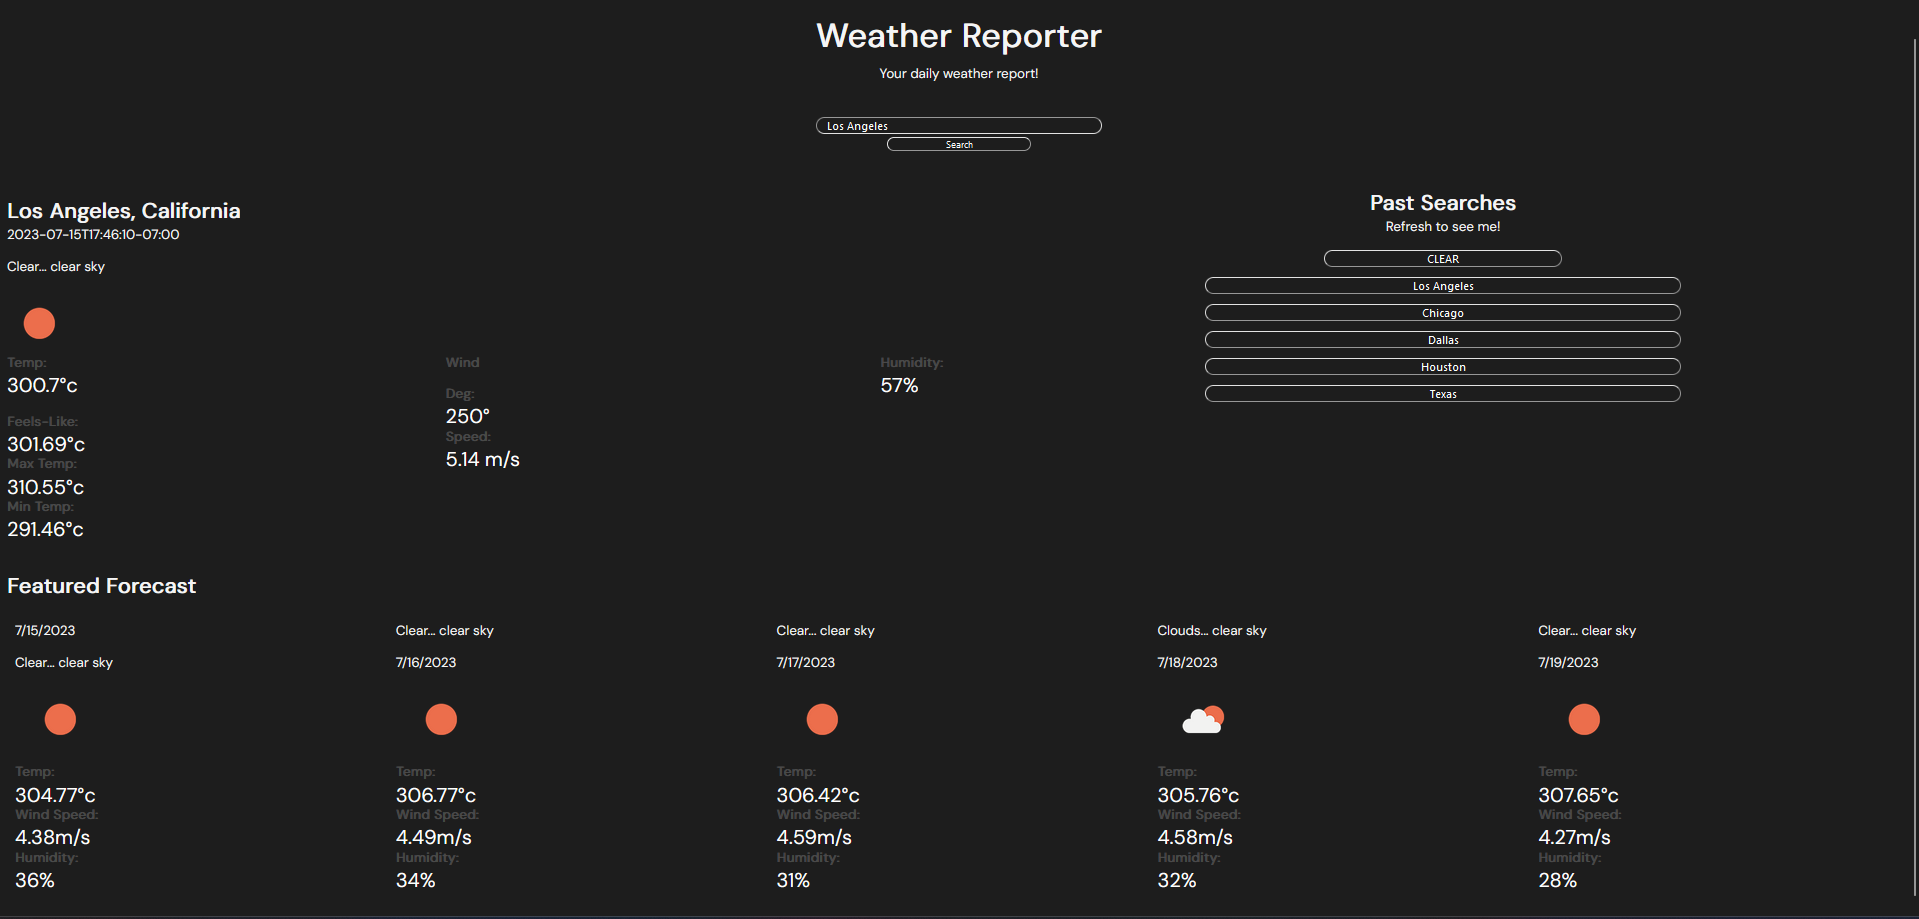 Weather Reporter
Your daily weather report!
Los Angeles
Search
Los Angeles, California
2023-07-15T17:46:10-07:00
Clear... clear sky
Temp:
300.7°c
Feels-Like:
301.69°c
Max Temp:
310.55°c
Min Temp:
291.46°c
Wind
Deg:
250°
Speed:
5.14 m/s
Humidity:
57%
Past Searches
Refresh to see me!
CLEAR
Los Angeles
Chicago
Dallas
Houston
Texas
Featured Forecast
7/15/2023
Clear... clear sky
Temp:
304.77°c
Wind Speed:
4.38m/s
Humidity:
36%
Clear... clear sky
7/16/2023
Temp:
306.77°c
Wind Speed:
4.49m/s
Humidity:
34%
Clear... clear sky
7/17/2023
Temp:
306.42°c
Wind Speed:
4.59m/s
Humidity:
31%
Clouds... clear sky
7/18/2023
Temp:
305.76°c
Wind Speed:
4.58m/s
Humidity:
32%
Clear... clear sky
7/19/2023
Temp:
307.65°c
Wind Speed:
4.27m/s
Humidity:
28%